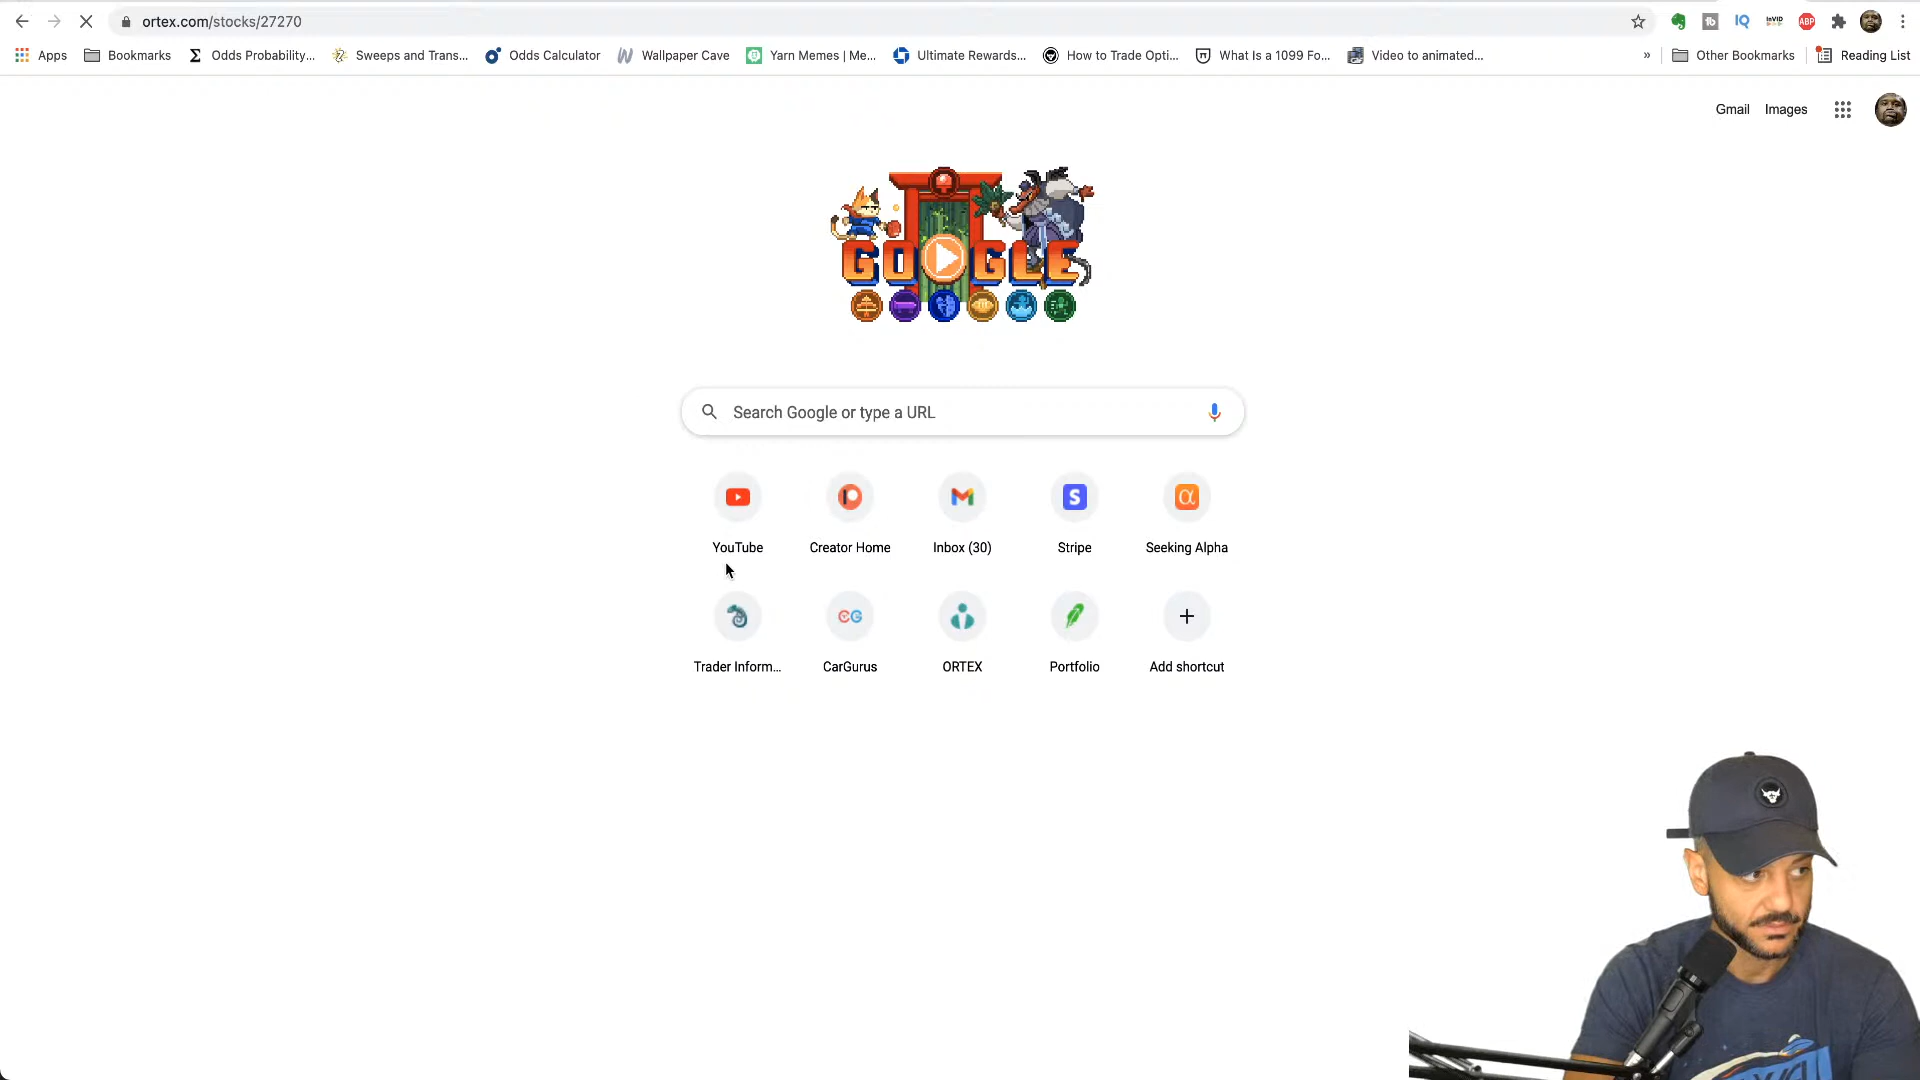 ortex.com/stocks/27270
ABP
Apps Bookmarks Odds Probability... Sweeps and Trans... Odds Calculator Wallpaper Cave Yarn Memes | Me... Ultimate Rewards... How to Trade Opti... What Is a 1099 Fo... Video to animated... » Other Bookmarks Reading List
Gmail Images
GOOGLE
Search Google or type a URL
YouTube Creator Home Inbox (30) Stripe Seeking Alpha
Trader Inform... CarGurus ORTEX Portfolio Add shortcut